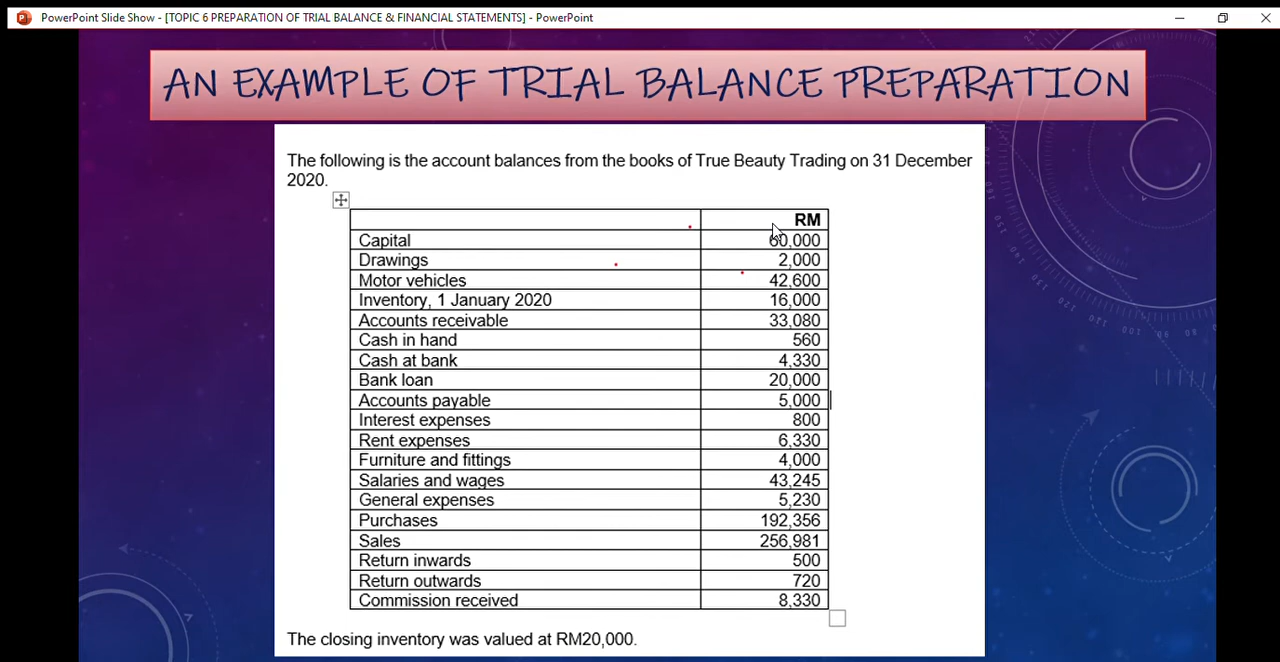 PowerPoint Slide Show - [TOPIC 6 PREPARATION OF TRIAL BALANCE & FINANCIAL STATEMENTS] - PowerPoint
AN EXAMPLE OF TRIAL BALANCE PREPARATION
The following is the account balances from the books of True Beauty Trading on 31 December
2020.
RM
Capital 60,000
Drawings 2,000
Motor vehicles 42,600
Inventory, 1 January 2020 16,000
Accounts receivable 33,080
Cash in hand 560
Cash at bank 4,330
Bank loan 20,000
Accounts payable 5,000
Interest expenses 800
Rent expenses 6,330
Furniture and fittings 4,000
Salaries and wages 43,245
General expenses 5,230
Purchases 192,356
Sales 256,981
Return inwards 500
Return outwards 720
Commission received 8,330
The closing inventory was valued at RM20,000.